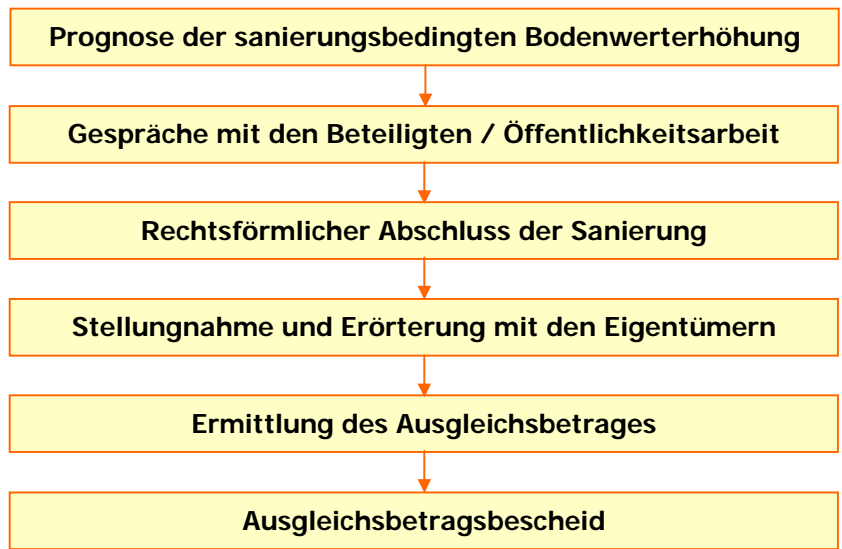 Prognose der sanierungsbedingten Bodenwerterhöhung
Gespräche mit den Beteiligten / Öffentlichkeitsarbeit
Rechtsförmlicher Abschluss der Sanierung
Stellungnahme und Erörterung mit den Eigentümern
Ermittlung des Ausgleichsbetrages
Ausgleichsbetragsbescheid